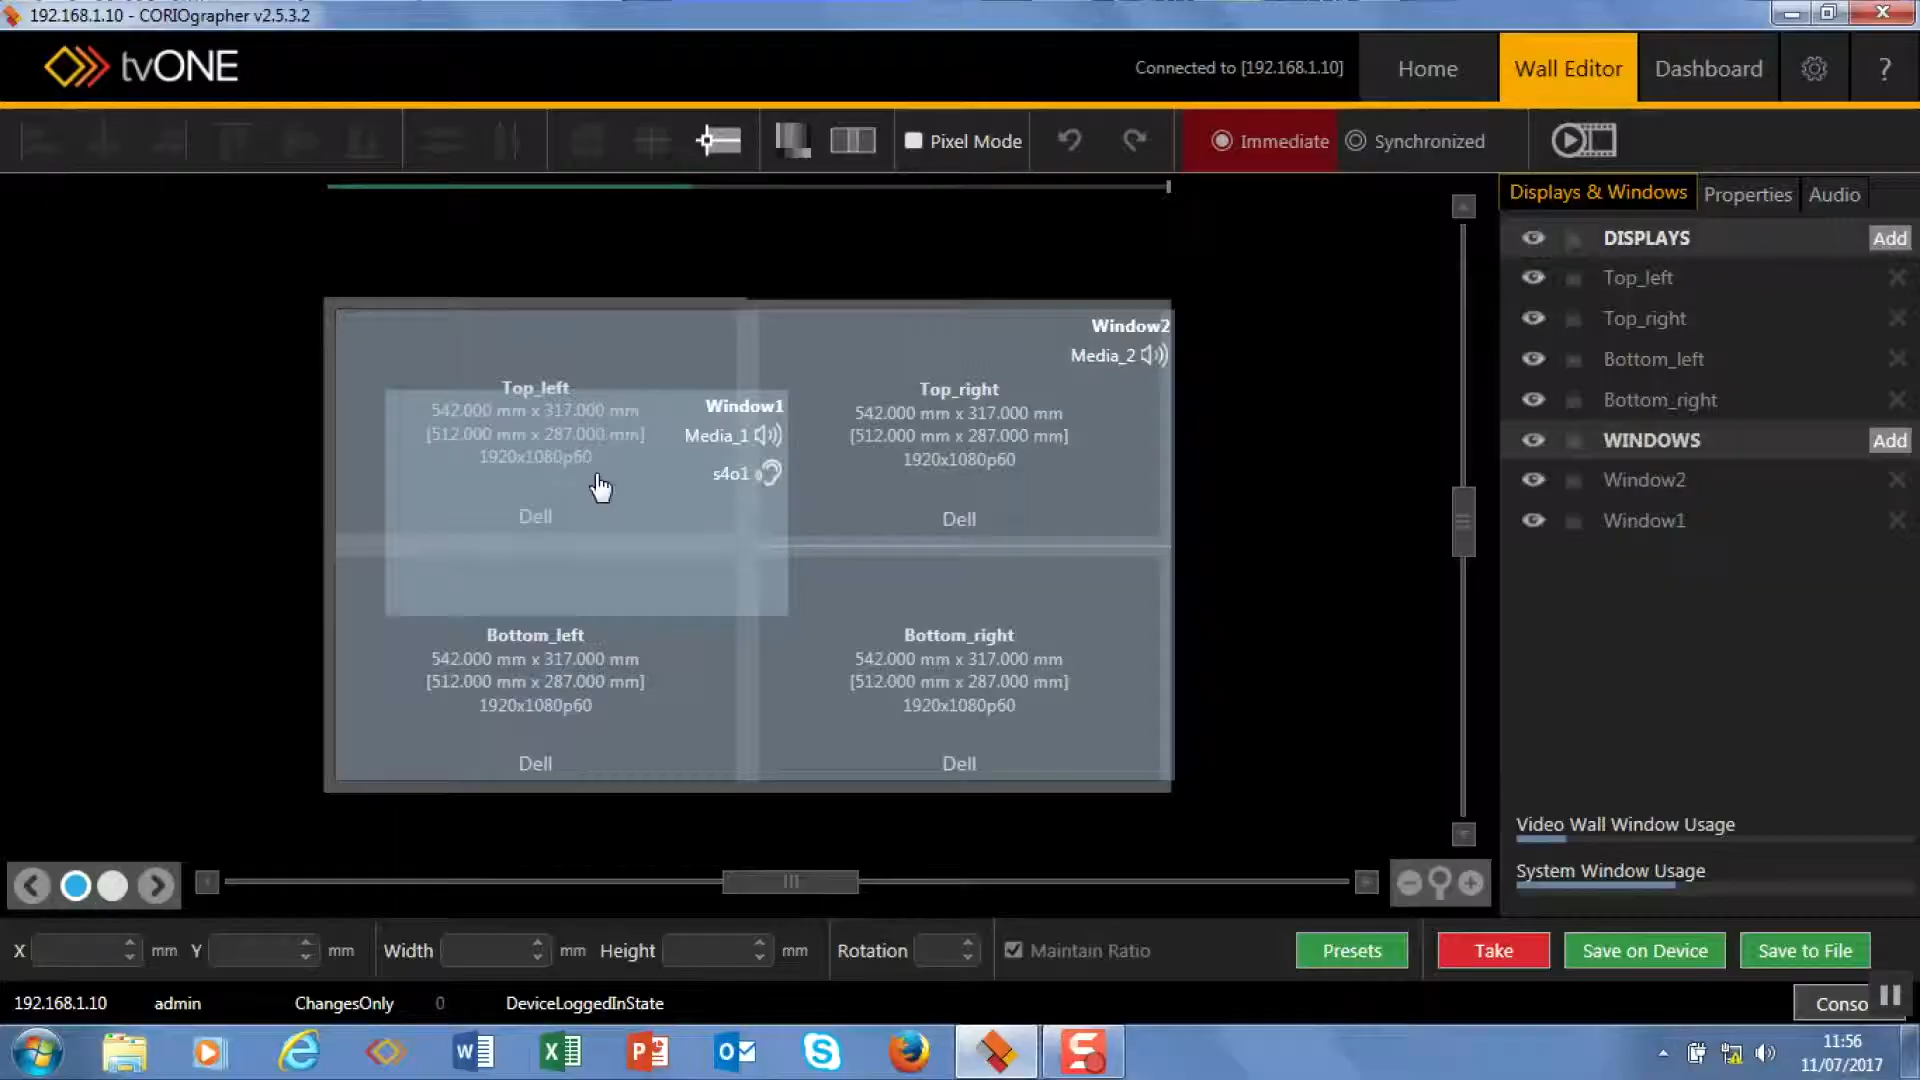 192.168.1.10 - CORIOgrapher v2.5.3.2
tvONE
Connected to [192.168.1.10]
Home
Wall Editor
Dashboard
?
Pixel Mode
Immediate
Synchronized
Displays & Windows
Properties
Audio
DISPLAYS
Add
Top_left
Top_right
Bottom_left
Bottom_right
WINDOWS
Add
Window2
Window1
Window2
Media_2
Top_left
542.000 mm x 317.000 mm
[512.000 mm x 287.000 mm]
1920x1080p60
Dell
Window1
Media_1
s4o1
Top_right
542.000 mm x 317.000 mm
[512.000 mm x 287.000 mm]
1920x1080p60
Dell
Bottom_left
542.000 mm x 317.000 mm
[512.000 mm x 287.000 mm]
1920x1080p60
Dell
Bottom_right
542.000 mm x 317.000 mm
[512.000 mm x 287.000 mm]
1920x1080p60
Dell
Video Wall Window Usage
System Window Usage
X mm Y mm Width mm Height mm Rotation Maintain Ratio
Presets
Take
Save on Device
Save to File
192.168.1.10 admin ChangesOnly 0 DeviceLoggedInState
Conso
11:56
11/07/2017